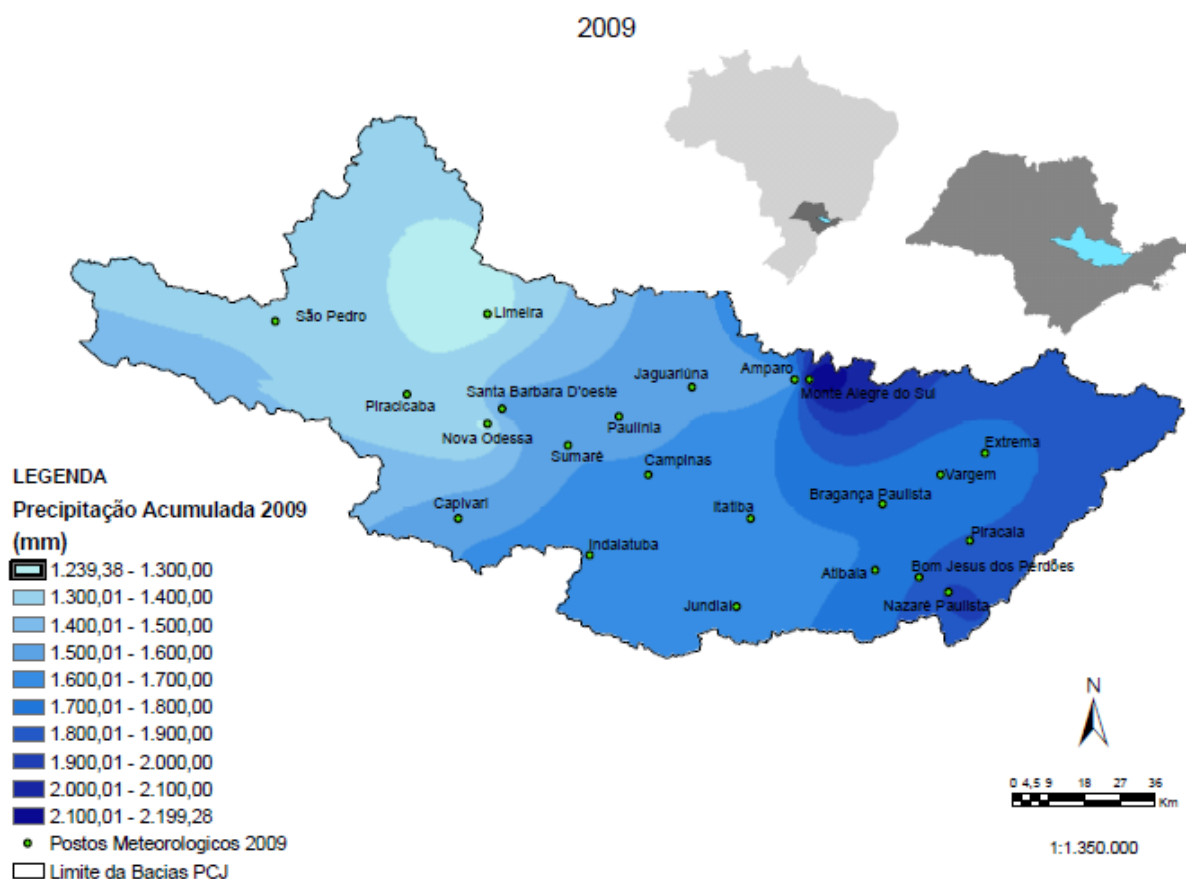 2009
São Pedro
Limeira
Jaguariúna
Amparo
Monte Alegre do Sul
Piracicaba
Santa Barbara D'oeste
Nova Odessa
Paulínia
Sumaré
Campinas
Extrema
Vargem
Bragança Paulista
Capivari
Itatiba
Indaiatuba
Piracaia
Atibaia
Bom Jesus dos Perdões
Nazaré Paulista
Jundiaí
LEGENDA
Precipitação Acumulada 2009
(mm)
1.239,38 - 1.300,00
1.300,01 - 1.400,00
1.400,01 - 1.500,00
1.500,01 - 1.600,00
1.600,01 - 1.700,00
1.700,01 - 1.800,00
1.800,01 - 1.900,00
1.900,01 - 2.000,00
2.000,01 - 2.100,00
2.100,01 - 2.199,28
Postos Meteorologicos 2009
Limite da Bacias PCJ
N
0 4,5 9 18 27 36
Km
1:1.350.000